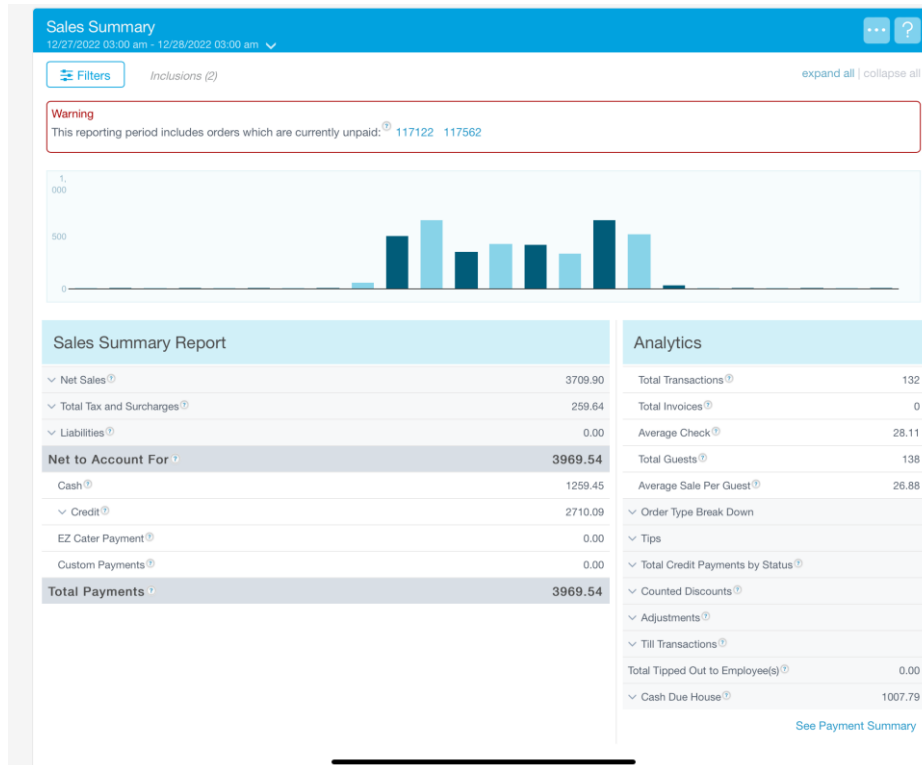 Sales Summary
12/27/2022 03:00 am - 12/28/2022 03:00 am
... ?
Filters Inclusions (2) expand all | collapse all
Warning
This reporting period includes orders which are currently unpaid: ? 117122 117562
1,
000
500
0
Sales Summary Report
Net Sales ? 3709.90
Total Tax and Surcharges ? 259.64
Liabilities ? 0.00
Net to Account For ? 3969.54
Cash ? 1259.45
Credit ? 2710.09
EZ Cater Payment ? 0.00
Custom Payments ? 0.00
Total Payments ? 3969.54
Analytics
Total Transactions ? 132
Total Invoices ? 0
Average Check ? 28.11
Total Guests ? 138
Average Sale Per Guest ? 26.88
Order Type Break Down
Tips
Total Credit Payments by Status ?
Counted Discounts ?
Adjustments ?
Till Transactions ?
Total Tipped Out to Employee(s) ? 0.00
Cash Due House ? 1007.79
See Payment Summary